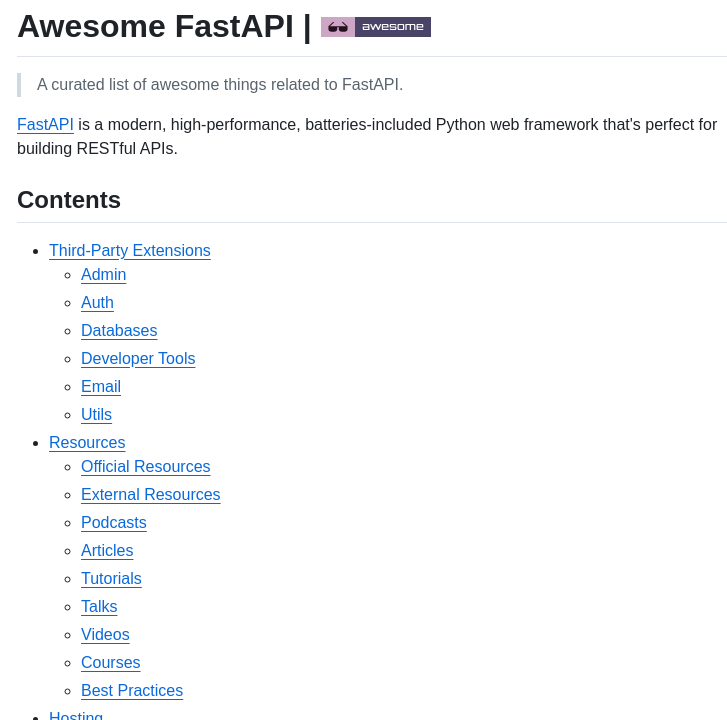 Awesome FastAPI | awesome
A curated list of awesome things related to FastAPI.
FastAPI is a modern, high-performance, batteries-included Python web framework that's perfect for
building RESTful APIs.
Contents
Third-Party Extensions
Admin
Auth
Databases
Developer Tools
Email
Utils
Resources
Official Resources
External Resources
Podcasts
Articles
Tutorials
Talks
Videos
Courses
Best Practices
Hosting